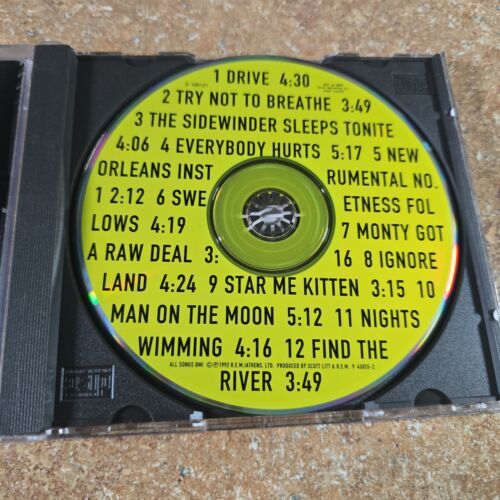 1 DRIVE 4:30
2 TRY NOT TO BREATHE 3:49
3 THE SIDEWINDER SLEEPS TONITE
4:06 4 EVERYBODY HURTS 5:17 5 NEW
ORLEANS INST RUMENTAL NO.
1 2:12 6 SWE ETNESS FOL
LOWS 4:19 7 MONTY GOT
A RAW DEAL 3: 16 8 IGNORE
LAND 4:24 9 STAR ME KITTEN 3:15 10
MAN ON THE MOON 5:12 11 NIGHTS
WIMMING 4:16 12 FIND THE
ALL SONGS BMI ©℗1992 R.E.M./ATHENS, LTD. PRODUCED BY SCOTT LITT & R.E.M. 9 45055-2
RIVER 3:49